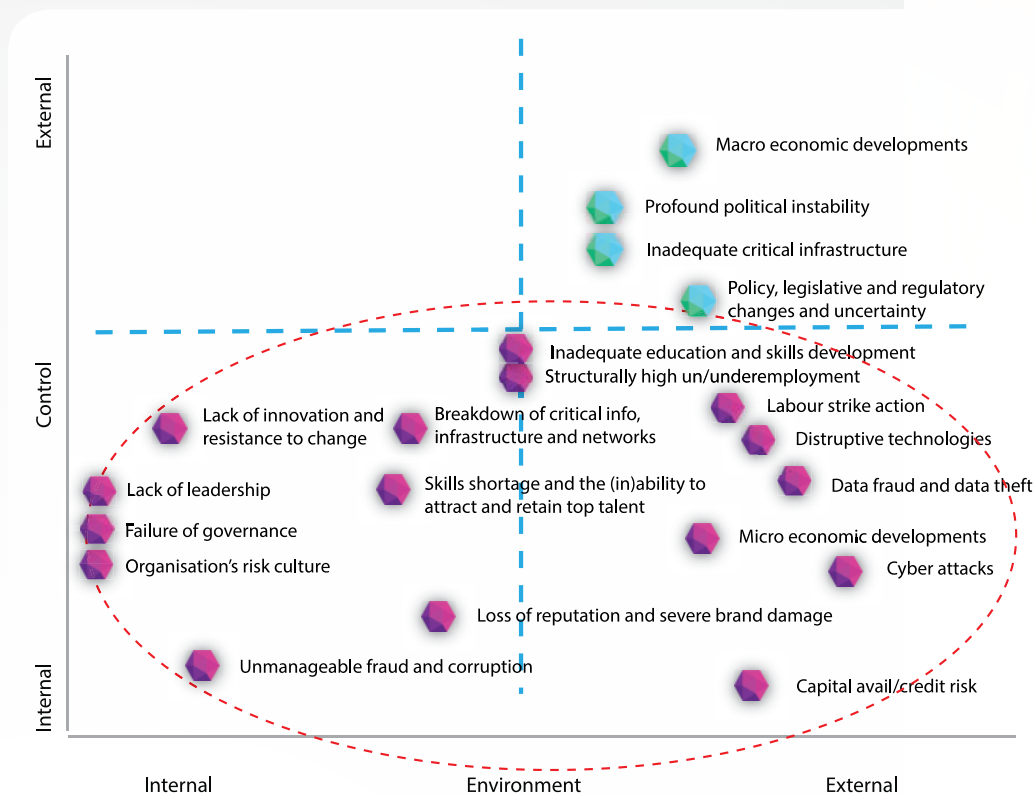 External
Macro economic developments
Profound political instability
Inadequate critical infrastructure
Policy, legislative and regulatory
changes and uncertainty
Control
Inadequate education and skills development
Structurally high un/underemployment
Labour strike action
Lack of innovation and
resistance to change
Breakdown of critical info,
infrastructure and networks
Distruptive technologies
Lack of leadership
Skills shortage and the (in)ability to
attract and retain top talent
Data fraud and data theft
Failure of governance
Micro economic developments
Organisation's risk culture
Cyber attacks
Loss of reputation and severe brand damage
Unmanageable fraud and corruption
Capital avail/credit risk
Internal
Internal
Environment
External